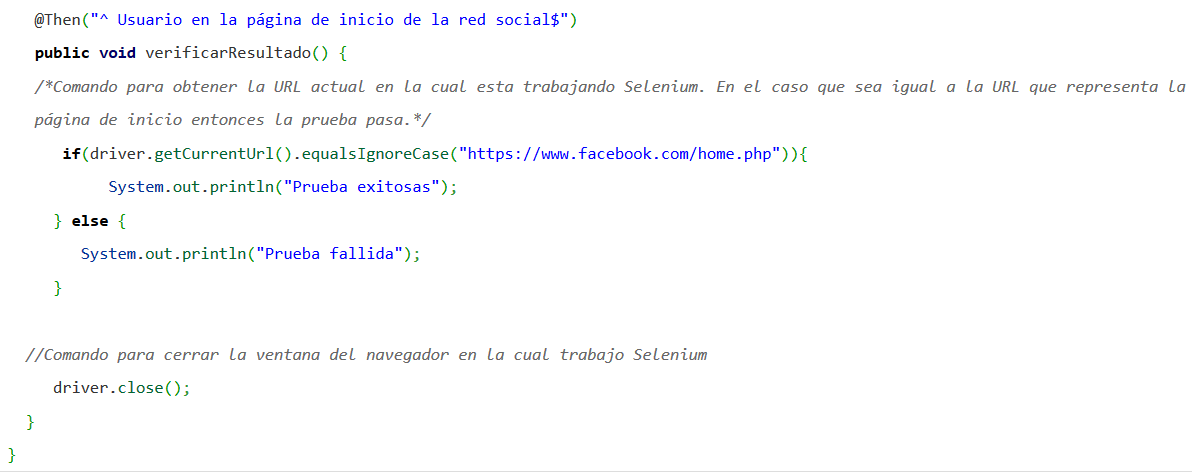 @Then("^ Usuario en la página de inicio de la red social$")
public void verificarResultado() {
/*Comando para obtener la URL actual en la cual esta trabajando Selenium. En el caso que sea igual a la URL que representa la
página de inicio entonces la prueba pasa.*/
if(driver.getCurrentUrl().equalsIgnoreCase("https://www.facebook.com/home.php")){
System.out.println("Prueba exitosas");
} else {
System.out.println("Prueba fallida");
}
//Comando para cerrar la ventana del navegador en la cual trabajo Selenium
driver.close();
}
}